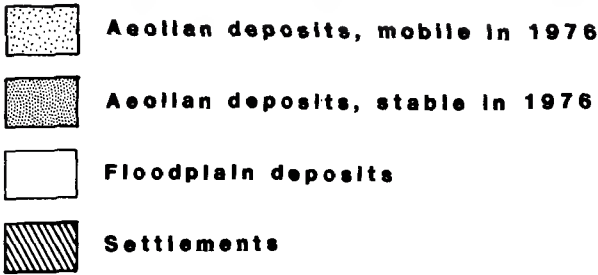 Aeolian deposits, mobile in 1976
Aeolian deposits, stable in 1976
Floodplain deposits
Settlements